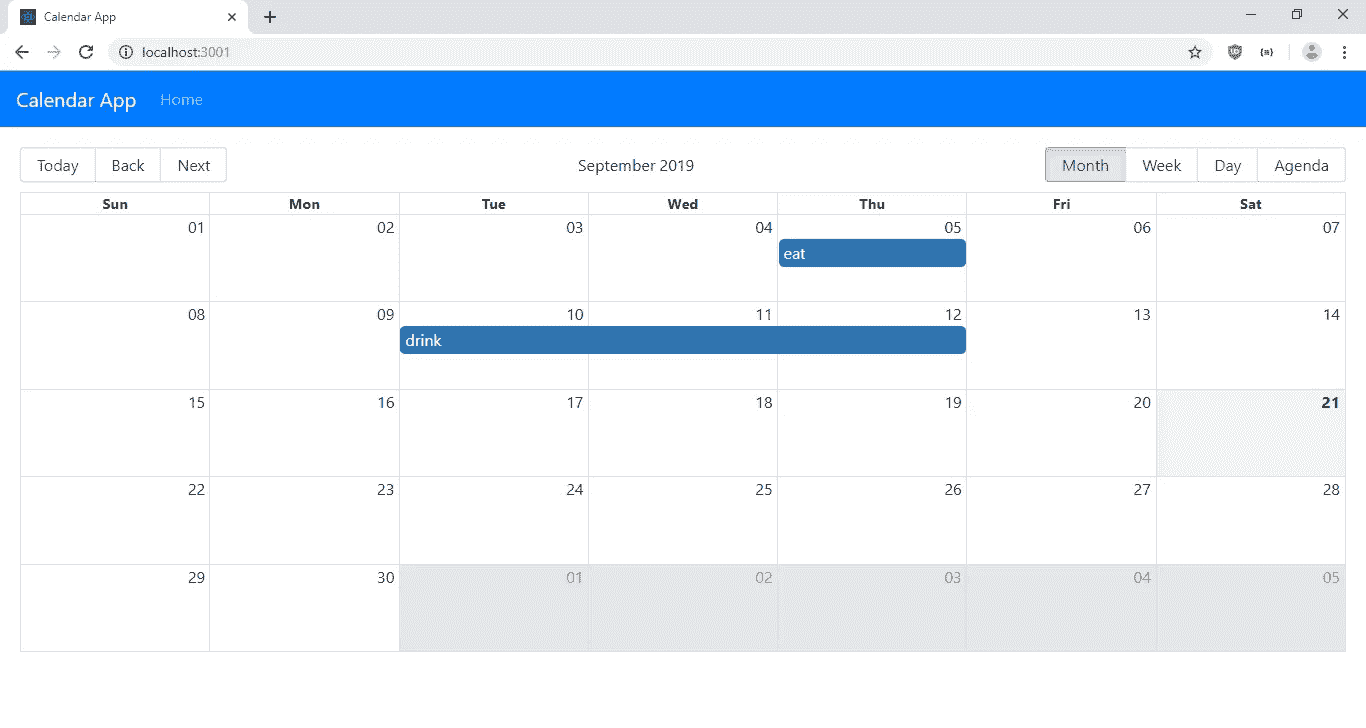 Calendar App
localhost:3001
Calendar App Home
Today Back Next September 2019 Month Week Day Agenda
Sun Mon Tue Wed Thu Fri Sat
01 02 03 04 05 06 07
eat
08 09 10 11 12 13 14
drink
15 16 17 18 19 20 21
22 23 24 25 26 27 28
29 30 01 02 03 04 05